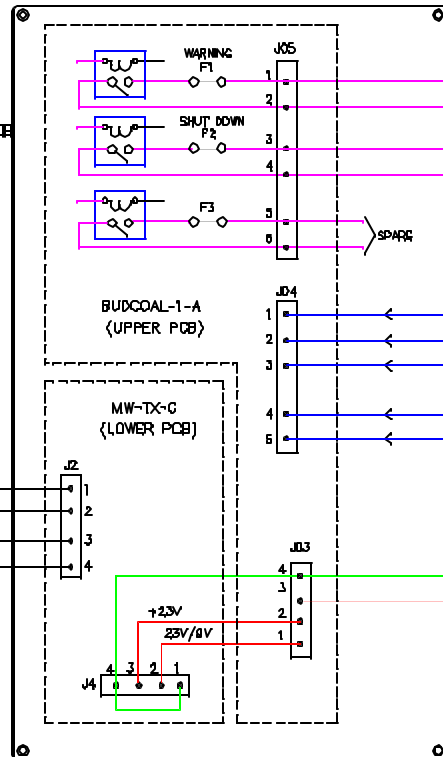 WARNING
F1
J05
1
2
SHUT DOWN
F2
3
4
F3
5
6
SPARE
BUDCOAL-1-A
(UPPER PCB)
J04
1
2
3
4
5
MW-TX-C
(LOWER PCB)
J2
1
2
3
4
J03
4
3
2
1
+23V
23V/0V
4 3 2 1
J4